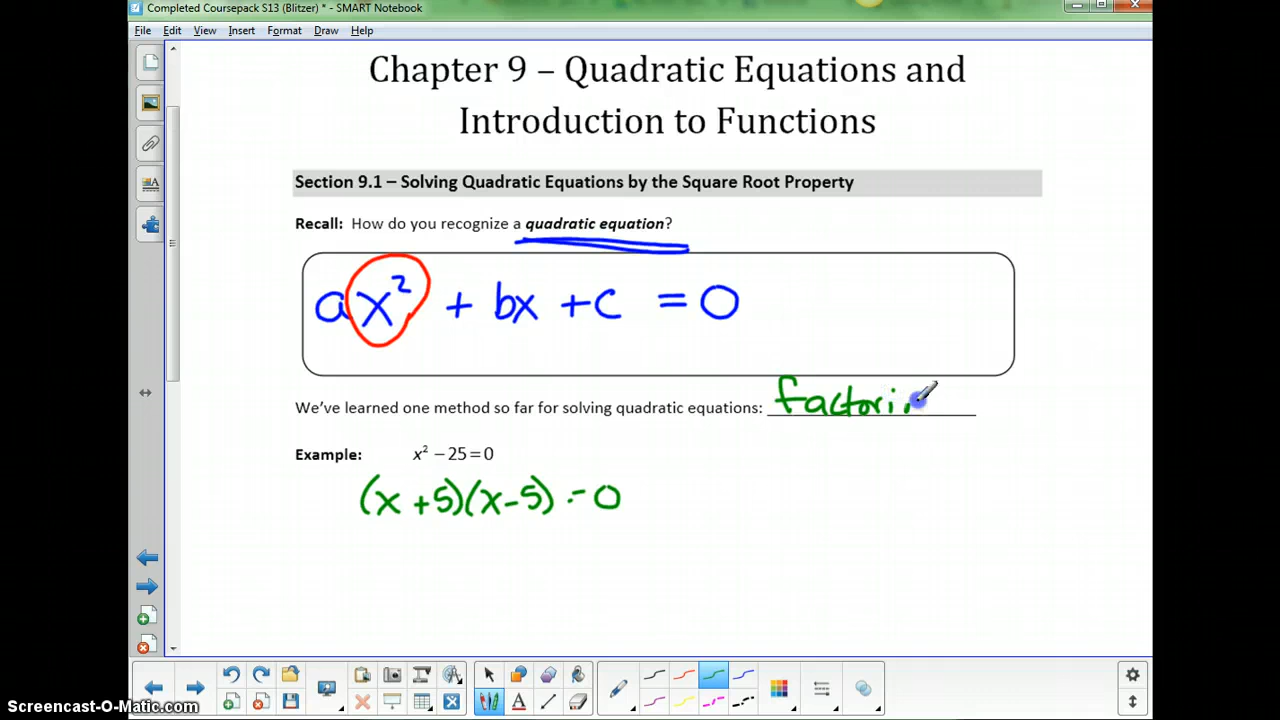 Completed Coursepack S13 (Blitzer) * - SMART Notebook
File Edit View Insert Format Draw Help
Chapter 9 – Quadratic Equations and
Introduction to Functions
Section 9.1 – Solving Quadratic Equations by the Square Root Property
Recall: How do you recognize a quadratic equation?
ax² + bx + c = 0
We've learned one method so far for solving quadratic equations: factori
Example: x² − 25 = 0
(x + 5)(x - 5) = 0
A
Screencast-O-Matic.com